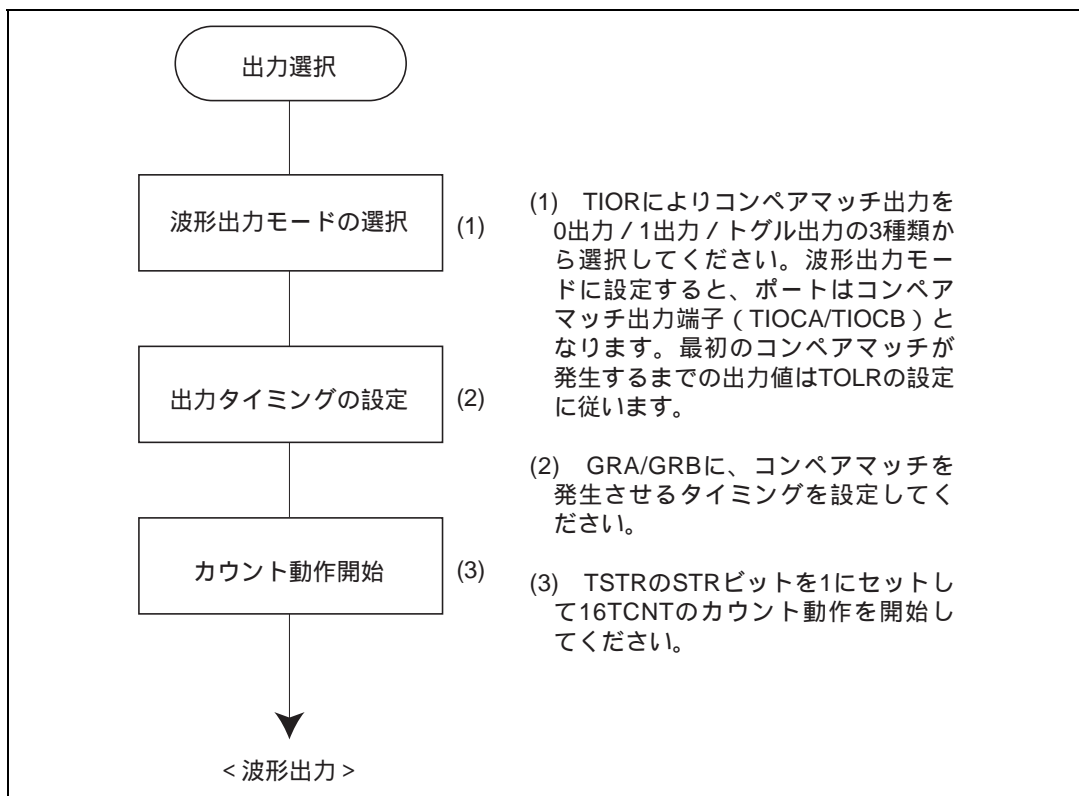 出力選択
波形出力モードの選択
(1)
出力タイミングの設定
(2)
カウント動作開始
(3)
<波形出力>
(1) TIORによりコンペアマッチ出力を
0出力/1出力/トグル出力の3種類か
ら選択してください。波形出力モー
ドに設定すると、ポートはコンペア
マッチ出力端子(TIOCA/TIOCB)と
なります。最初のコンペアマッチが
発生するまでの出力値はTOLRの設定
に従います。
(2) GRA/GRBに、コンペアマッチを
発生させるタイミングを設定してく
ださい。
(3) TSTRのSTRビットを1にセットし
て16TCNTのカウント動作を開始し
てください。